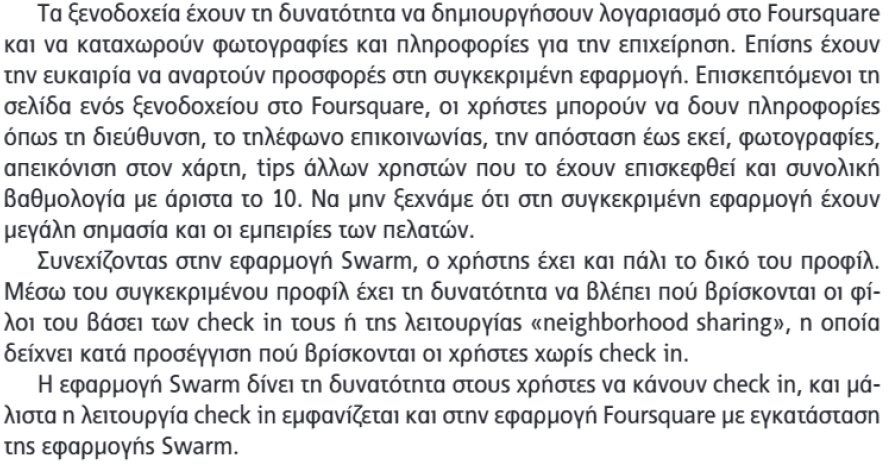 Τα ξενοδοχεία έχουν τη δυνατότητα να δημιουργήσουν λογαριασμό στο Foursquare
και να καταχωρούν φωτογραφίες και πληροφορίες για την επιχείρηση. Επίσης έχουν
την ευκαιρία να αναρτούν προσφορές στη συγκεκριμένη εφαρμογή. Επισκεπτόμενοι τη
σελίδα ενός ξενοδοχείου στο Foursquare, οι χρήστες μπορούν να δουν πληροφορίες
όπως τη διεύθυνση, το τηλέφωνο επικοινωνίας, την απόσταση έως εκεί, φωτογραφίες,
απεικόνιση στον χάρτη, tips άλλων χρηστών που το έχουν επισκεφθεί και συνολική
βαθμολογία με άριστα το 10. Να μην ξεχνάμε ότι στη συγκεκριμένη εφαρμογή έχουν
μεγάλη σημασία και οι εμπειρίες των πελατών.
Συνεχίζοντας στην εφαρμογή Swarm, ο χρήστης έχει και πάλι το δικό του προφίλ.
Μέσω του συγκεκριμένου προφίλ έχει τη δυνατότητα να βλέπει πού βρίσκονται οι φί-
λοι του βάσει των check in τους ή της λειτουργίας «neighborhood sharing», η οποία
δείχνει κατά προσέγγιση πού βρίσκονται οι χρήστες χωρίς check in.
Η εφαρμογή Swarm δίνει τη δυνατότητα στους χρήστες να κάνουν check in, και μά-
λιστα η λειτουργία check in εμφανίζεται και στην εφαρμογή Foursquare με εγκατάσταση
της εφαρμογής Swarm.